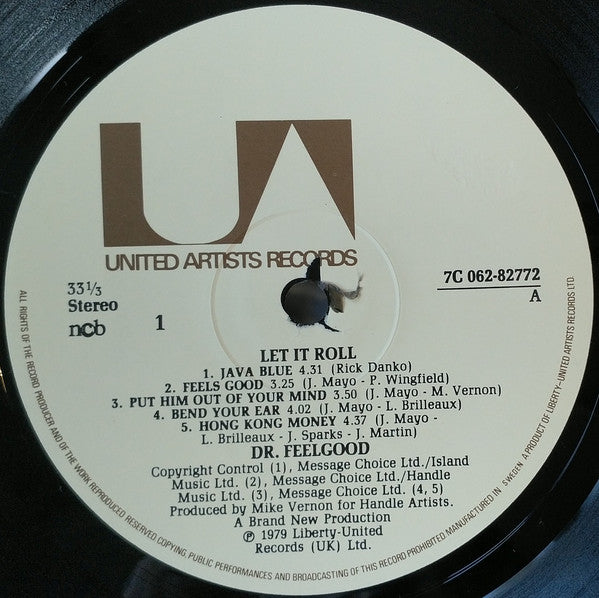 UA
UNITED ARTISTS RECORDS
33⅓
Stereo
ncb
1
7C 062-82772
A
LET IT ROLL
1. JAVA BLUE 4.31 (Rick Danko)
2. FEELS GOOD 3.25 (J. Mayo - P. Wingfield)
3. PUT HIM OUT OF YOUR MIND 3.50 (J. Mayo - M. Vernon)
4. BEND YOUR EAR 4.02 (J. Mayo - L. Brilleaux)
5. HONG KONG MONEY 4.37 (J. Mayo -
L. Brilleaux - J. Sparks - J. Martin)
DR. FEELGOOD
Copyright Control (1), Message Choice Ltd./Island
Music Ltd. (2), Message Choice Ltd./Handle
Music Ltd. (3), Message Choice Ltd. (4, 5)
Produced by Mike Vernon for Handle Artists.
A Brand New Production
℗ 1979 Liberty-United
Records (UK) Ltd.
ALL RIGHTS OF THE RECORD PRODUCER AND OF THE WORK REPRODUCED RESERVED. COPYING, PUBLIC PERFORMANCES AND BROADCASTING OF THIS RECORD PROHIBITED. MANUFACTURED IN SWEDEN A PRODUCT OF LIBERTY-UNITED ARTISTS RECORDS LTD.